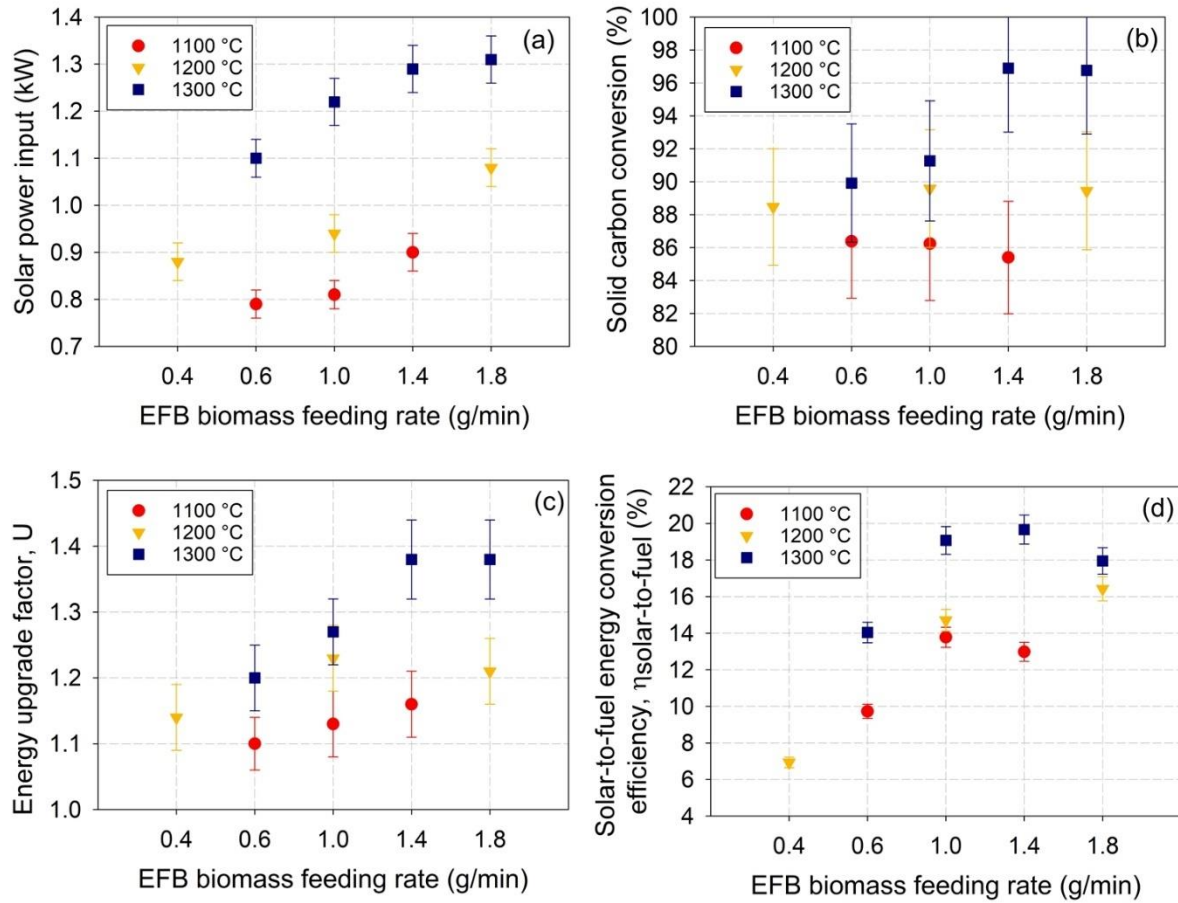 (a)
1100 °C
1200 °C
1300 °C
Solar power input (kW)
1.4
1.3
1.2
1.1
1.0
0.9
0.8
0.7
0.4 0.6 1.0 1.4 1.8
EFB biomass feeding rate (g/min)
(b)
1100 °C
1200 °C
1300 °C
Solid carbon conversion (%)
100
98
96
94
92
90
88
86
84
82
80
0.4 0.6 1.0 1.4 1.8
EFB biomass feeding rate (g/min)
(c)
1100 °C
1200 °C
1300 °C
Energy upgrade factor, U
1.5
1.4
1.3
1.2
1.1
1.0
0.4 0.6 1.0 1.4 1.8
EFB biomass feeding rate (g/min)
(d)
1100 °C
1200 °C
1300 °C
Solar-to-fuel energy conversion
efficiency, ηsolar-to-fuel (%)
22
20
18
16
14
12
10
8
6
4
0.4 0.6 1.0 1.4 1.8
EFB biomass feeding rate (g/min)